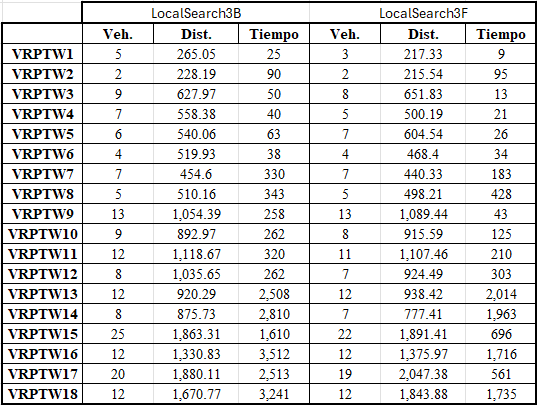 LocalSearch3B LocalSearch3F
Veh. Dist. Tiempo Veh. Dist. Tiempo
VRPTW1 5 265.05 25 3 217.33 9
VRPTW2 2 228.19 90 2 215.54 95
VRPTW3 9 627.97 50 8 651.83 13
VRPTW4 7 558.38 40 5 500.19 21
VRPTW5 6 540.06 63 7 604.54 26
VRPTW6 4 519.93 38 4 468.4 34
VRPTW7 7 454.6 330 7 440.33 183
VRPTW8 5 510.16 343 5 498.21 428
VRPTW9 13 1,054.39 258 13 1,089.44 43
VRPTW10 9 892.97 262 8 915.59 125
VRPTW11 12 1,118.67 320 11 1,107.46 210
VRPTW12 8 1,035.65 262 7 924.49 303
VRPTW13 12 920.29 2,508 12 938.42 2,014
VRPTW14 8 875.73 2,810 7 777.41 1,963
VRPTW15 25 1,863.31 1,610 22 1,891.41 696
VRPTW16 12 1,330.83 3,512 12 1,375.97 1,716
VRPTW17 20 1,880.11 2,513 19 2,047.38 561
VRPTW18 12 1,670.77 3,241 12 1,843.88 1,735